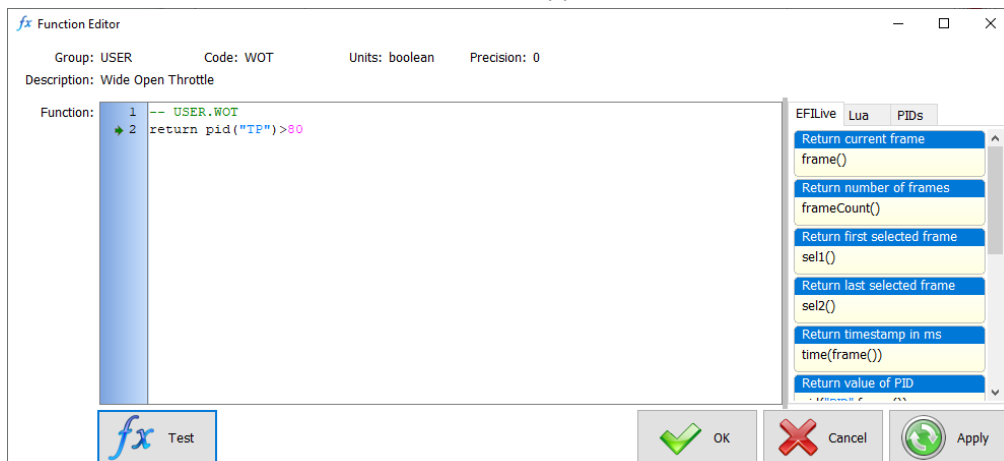 fx Function Editor
Group: USER Code: WOT Units: boolean Precision: 0
Description: Wide Open Throttle
Function:
1 -- USER.WOT
2 return pid("TP")>80
EFILive Lua PIDs
Return current frame
frame()
Return number of frames
frameCount()
Return first selected frame
sel1()
Return last selected frame
sel2()
Return timestamp in ms
time(frame())
Return value of PID
fx Test
OK
Cancel
Apply